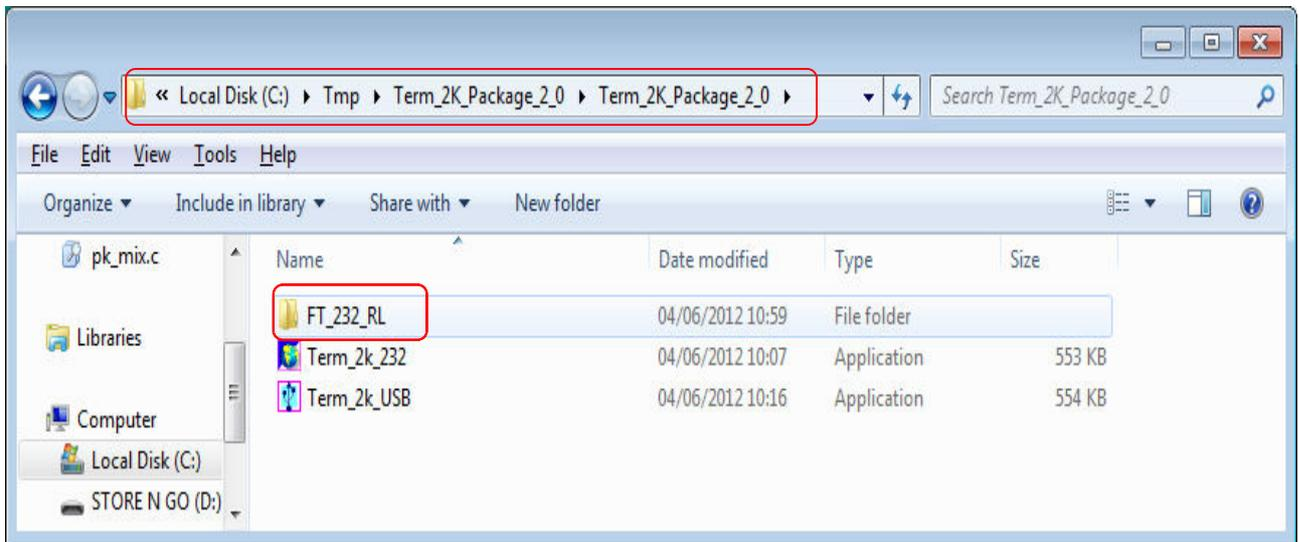 « Local Disk (C:) ▸ Tmp ▸ Term_2K_Package_2_0 ▸ Term_2K_Package_2_0 ▸
Search Term_2K_Package_2_0
File Edit View Tools Help
Organize ▾ Include in library ▾ Share with ▾ New folder
pk_mix.c
Libraries
Computer
Local Disk (C:)
STORE N GO (D:)
Name Date modified Type Size
FT_232_RL 04/06/2012 10:59 File folder
Term_2k_232 04/06/2012 10:07 Application 553 KB
Term_2k_USB 04/06/2012 10:16 Application 554 KB